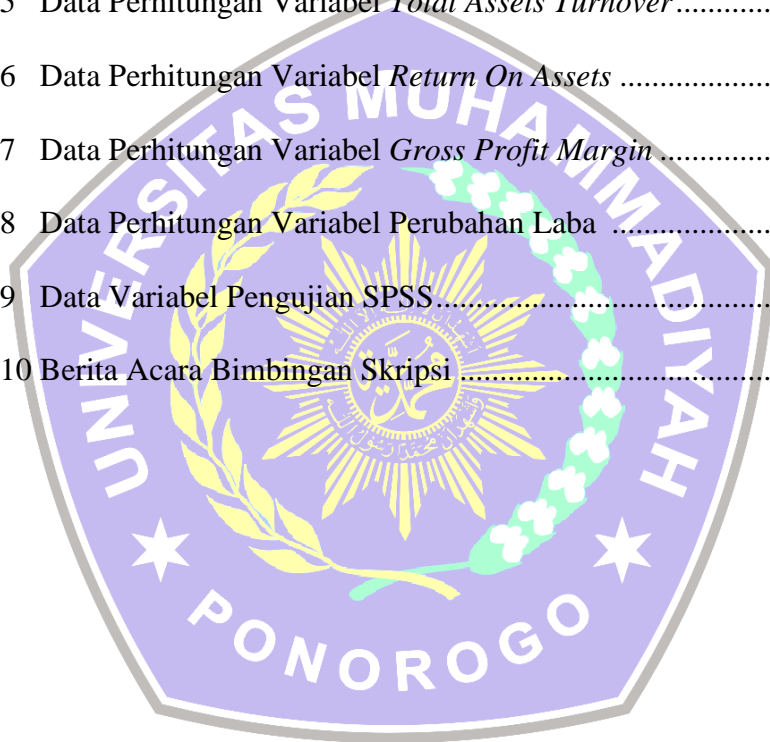 5 Data Perhitungan Variabel Total Assets Turnover..............
6 Data Perhitungan Variabel Return On Assets ....................
7 Data Perhitungan Variabel Gross Profit Margin ...............
8 Data Perhitungan Variabel Perubahan Laba .....................
9 Data Variabel Pengujian SPSS...........................................
10 Berita Acara Bimbingan Skripsi ........................................
UNIVERSITAS MUHAMMADIYAH
PONOROGO
محمد